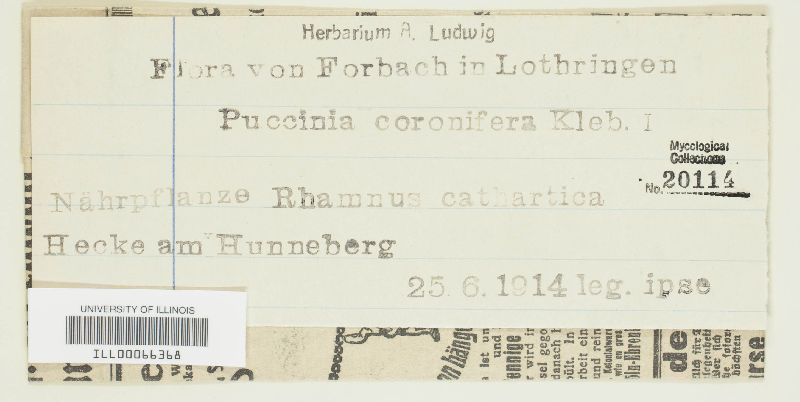 Herbarium A. Ludwig
Flora von Forbach in Lothringen
Puccinia coronifera Kleb. I
Mycological
Collections
No. 20114
Nährpflanze Rhamnus cathartica
Hecke am Hunneberg
25. 6. 1914 leg. ipse
UNIVERSITY OF ILLINOIS
ILL00066368